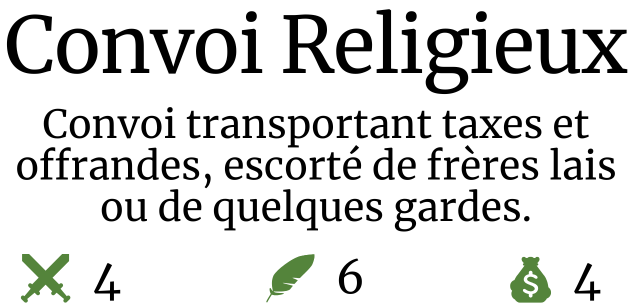 Convoi Religieux
Convoi transportant taxes et
offrandes, escorté de frères lais
ou de quelques gardes.
4 6 $ 4